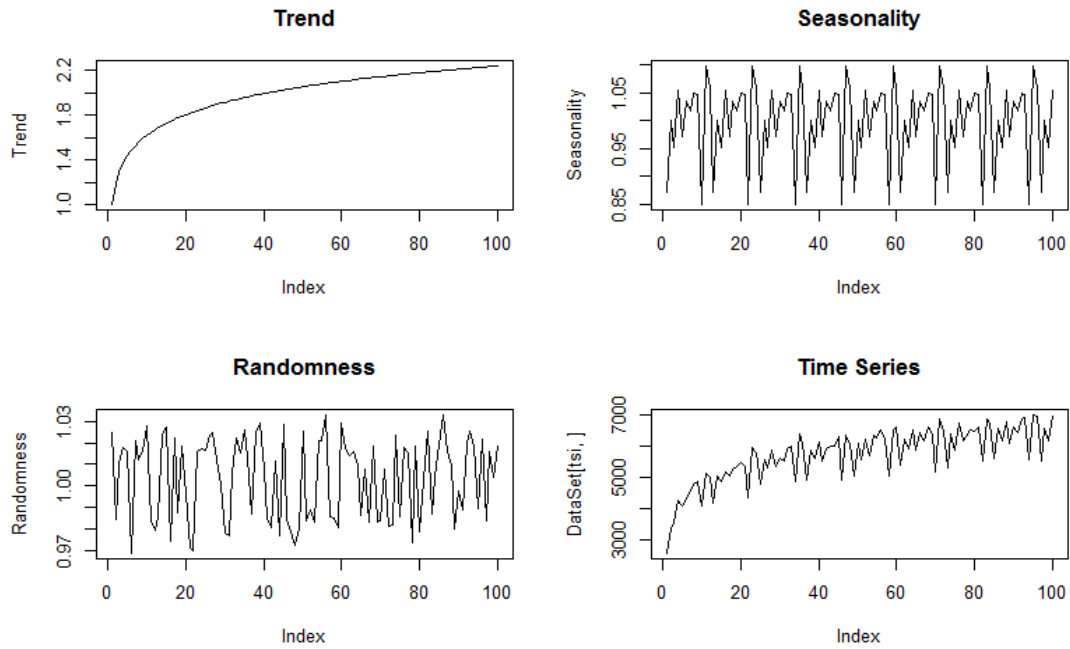 Trend
Trend
1.0 1.4 1.8 2.2
0 20 40 60 80 100
Index
Seasonality
Seasonality
0.85 0.95 1.05
0 20 40 60 80 100
Index
Randomness
Randomness
0.97 1.00 1.03
0 20 40 60 80 100
Index
Time Series
DataSet[tsi, ]
3000 5000 7000
0 20 40 60 80 100
Index